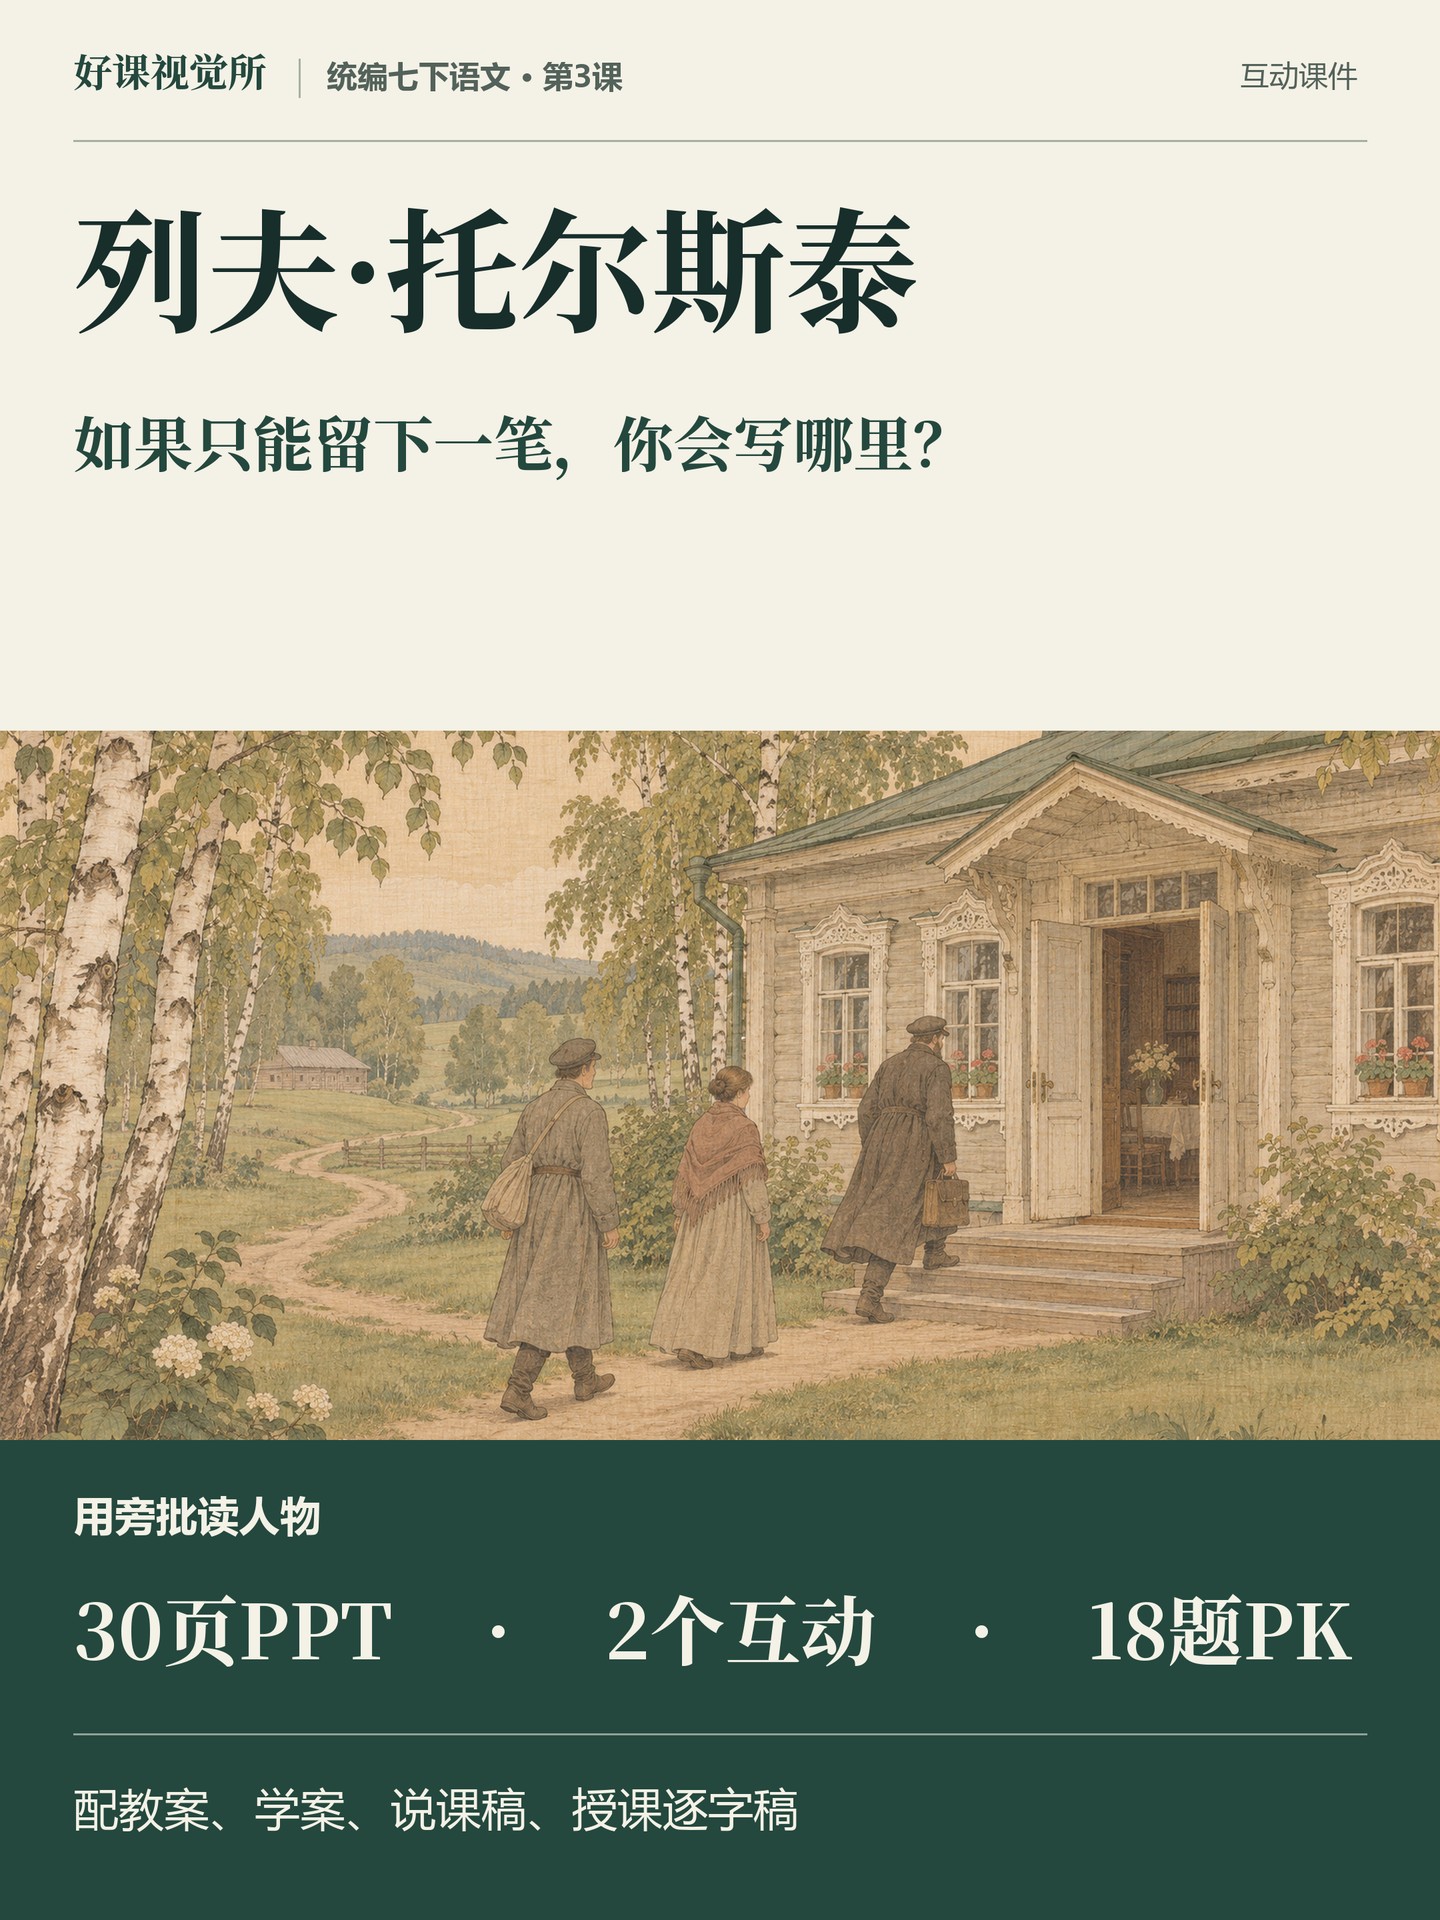 好课视觉所 | 统编七下语文·第3课 互动课件
列夫·托尔斯泰
如果只能留下一笔，你会写哪里？
用旁批读人物
30页PPT · 2个互动 · 18题PK
配教案、学案、说课稿、授课逐字稿